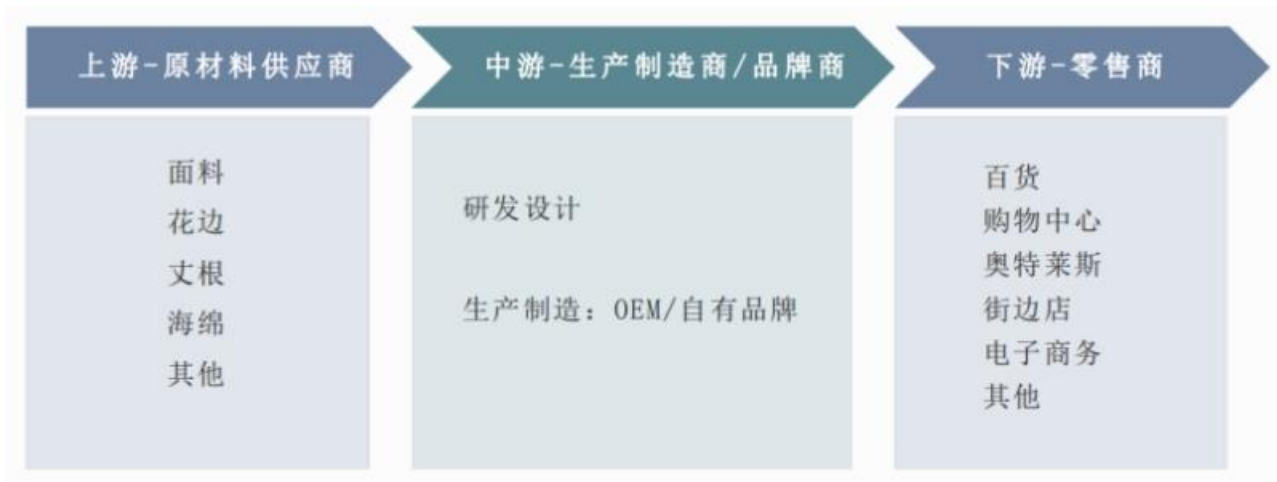 上游-原材料供应商
面料
花边
丈根
海绵
其他
中游-生产制造商/品牌商
研发设计
生产制造：OEM/自有品牌
下游-零售商
百货
购物中心
奥特莱斯
街边店
电子商务
其他